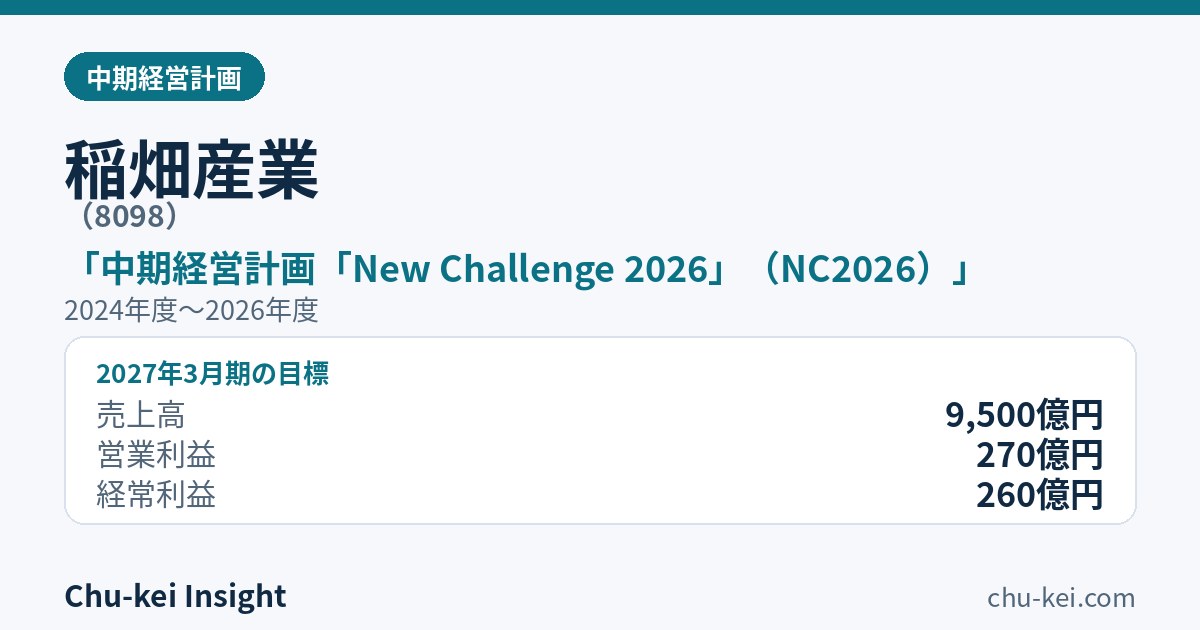 中期経営計画
稲畑産業
（8098）
「中期経営計画「New Challenge 2026」（NC2026）」
2024年度～2026年度
2027年3月期の目標
売上高 9,500億円
営業利益 270億円
経常利益 260億円
Chu-kei Insight chu-kei.com